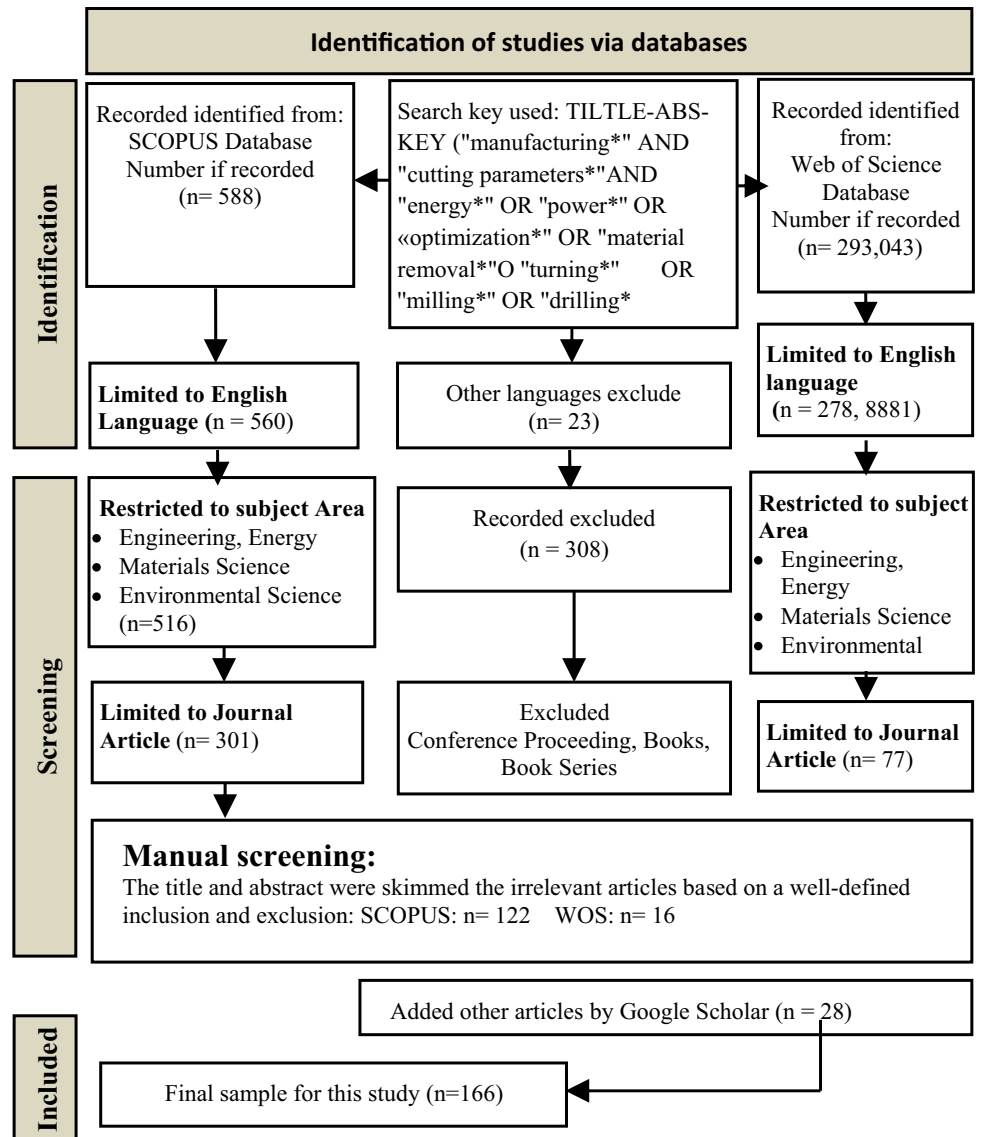 Identification of studies via databases
Identification
Recorded identified from:
SCOPUS Database
Number if recorded
(n= 588)
Search key used: TILTLE-ABS-
KEY ("manufacturing*" AND
"cutting parameters*"AND
"energy*" OR "power*" OR
«optimization*" OR "material
removal*"O "turning*" OR
"milling*" OR "drilling*
Recorded identified
from:
Web of Science
Database
Number if recorded
(n= 293,043)
Limited to English
Language (n = 560)
Other languages exclude
(n= 23)
Limited to English
language
(n = 278, 8881)
Screening
Restricted to subject Area
• Engineering, Energy
• Materials Science
• Environmental Science
(n=516)
Recorded excluded
(n = 308)
Restricted to subject
Area
• Engineering,
Energy
• Materials Science
• Environmental
Limited to Journal
Article (n= 301)
Excluded
Conference Proceeding, Books,
Book Series
Limited to Journal
Article (n= 77)
Manual screening:
The title and abstract were skimmed the irrelevant articles based on a well-defined
inclusion and exclusion: SCOPUS: n= 122 WOS: n= 16
Included
Added other articles by Google Scholar (n = 28)
Final sample for this study (n=166)